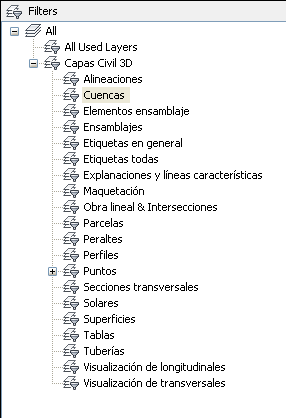 Filters
All
All Used Layers
Capas Civil 3D
Alineaciones
Cuencas
Elementos ensamblaje
Ensamblajes
Etiquetas en general
Etiquetas todas
Explanaciones y líneas características
Maquetación
Obra lineal & Intersecciones
Parcelas
Peraltes
Perfiles
Puntos
Secciones transversales
Solares
Superficies
Tablas
Tuberías
Visualización de longitudinales
Visualización de transversales